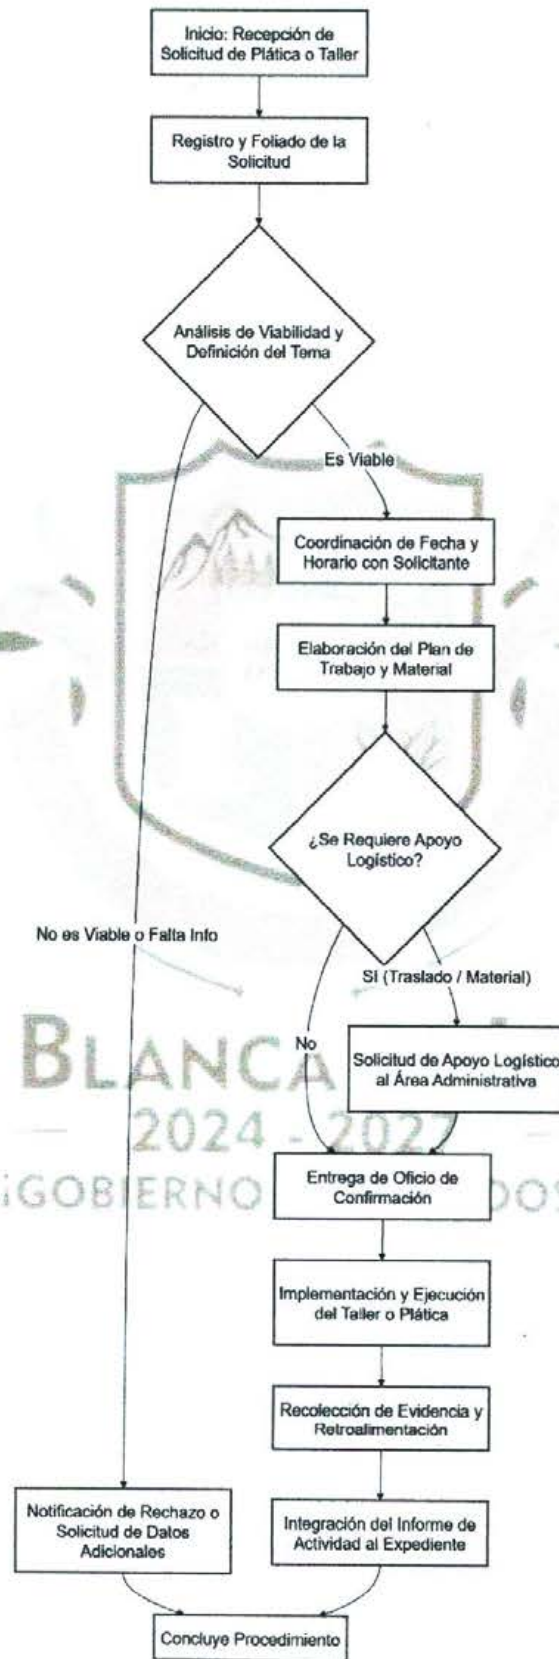 Inicio: Recepción de
Solicitud de Plática o Taller
Registro y Foliado de la
Solicitud
Análisis de Viabilidad y
Definición del Tema
Es Viable
Coordinación de Fecha y
Horario con Solicitante
Elaboración del Plan de
Trabajo y Material
¿Se Requiere Apoyo
Logístico?
No es Viable o Falta Info
SI (Traslado / Material)
No
Solicitud de Apoyo Logístico
al Área Administrativa
BLANCA
2024 - 2027
Entrega de Oficio de
Confirmación
¡GOBIERNO
Implementación y Ejecución
del Taller o Plática
Recolección de Evidencia y
Retroalimentación
Notificación de Rechazo o
Solicitud de Datos
Adicionales
Integración del Informe de
Actividad al Expediente
Concluye Procedimiento